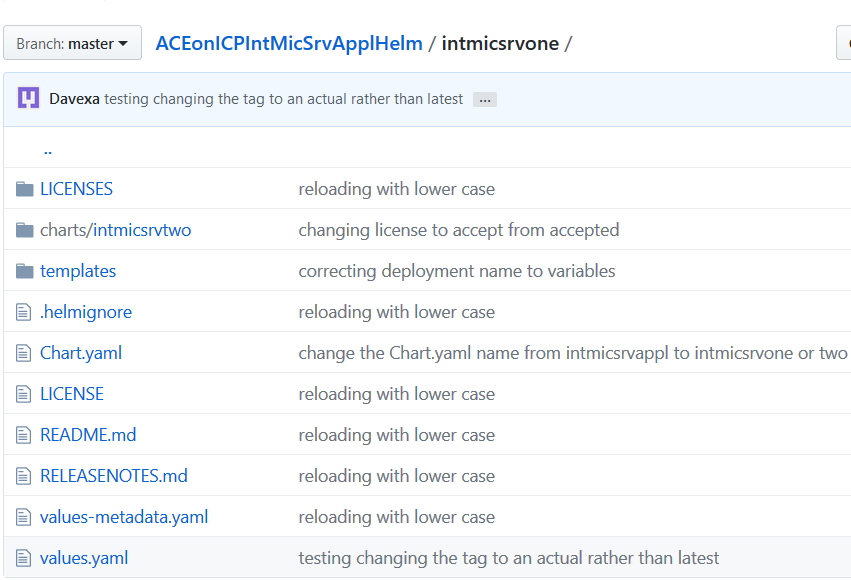 Branch: master ACEonICPIntMicSrvApplHelm / intmicsrvone /
Davexa testing changing the tag to an actual rather than latest ...
..
LICENSES reloading with lower case
charts/intmicsrvtwo changing license to accept from accepted
templates correcting deployment name to variables
.helmignore reloading with lower case
Chart.yaml change the Chart.yaml name from intmicsrvappl to intmicsrvone or two
LICENSE reloading with lower case
README.md reloading with lower case
RELEASENOTES.md reloading with lower case
values-metadata.yaml reloading with lower case
values.yaml testing changing the tag to an actual rather than latest